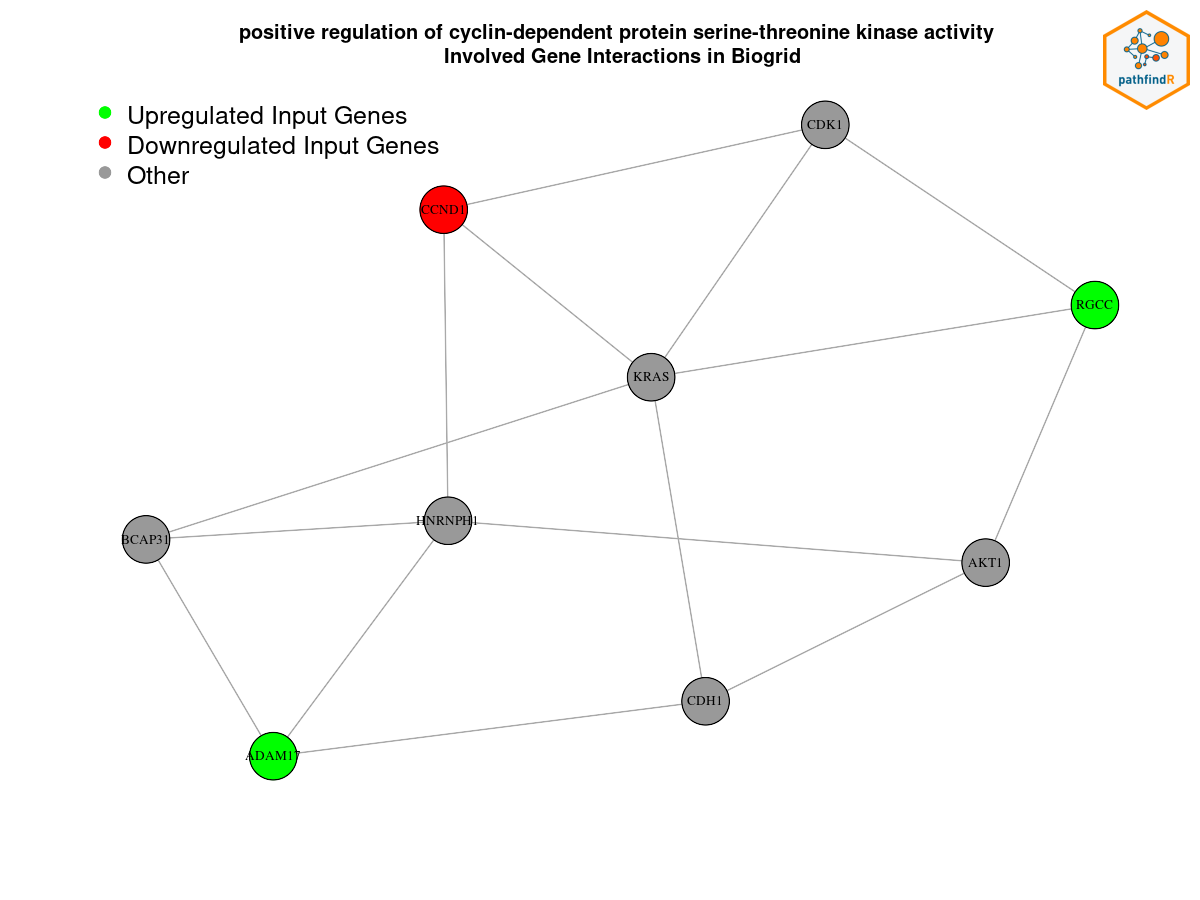 positive regulation of cyclin-dependent protein serine-threonine kinase activity
Involved Gene Interactions in Biogrid
pathfindR
Upregulated Input Genes
Downregulated Input Genes
Other
CDK1
CCND1
RGCC
KRAS
HNRNPH1
BCAP31
AKT1
CDH1
ADAM17